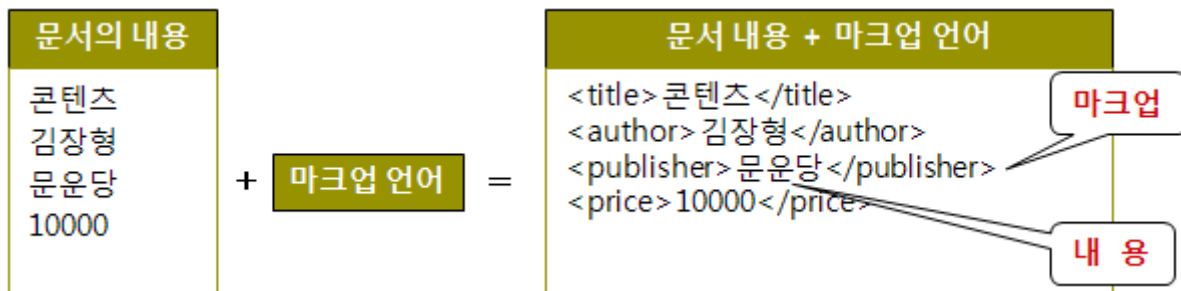 문서의 내용
콘텐츠
김장형
문운당
10000
+
마크업 언어
=
문서 내용 + 마크업 언어
<title>콘텐츠</title>
<author>김장형</author>
<publisher>문운당</publisher>
<price>10000</price>
마크업
내 용